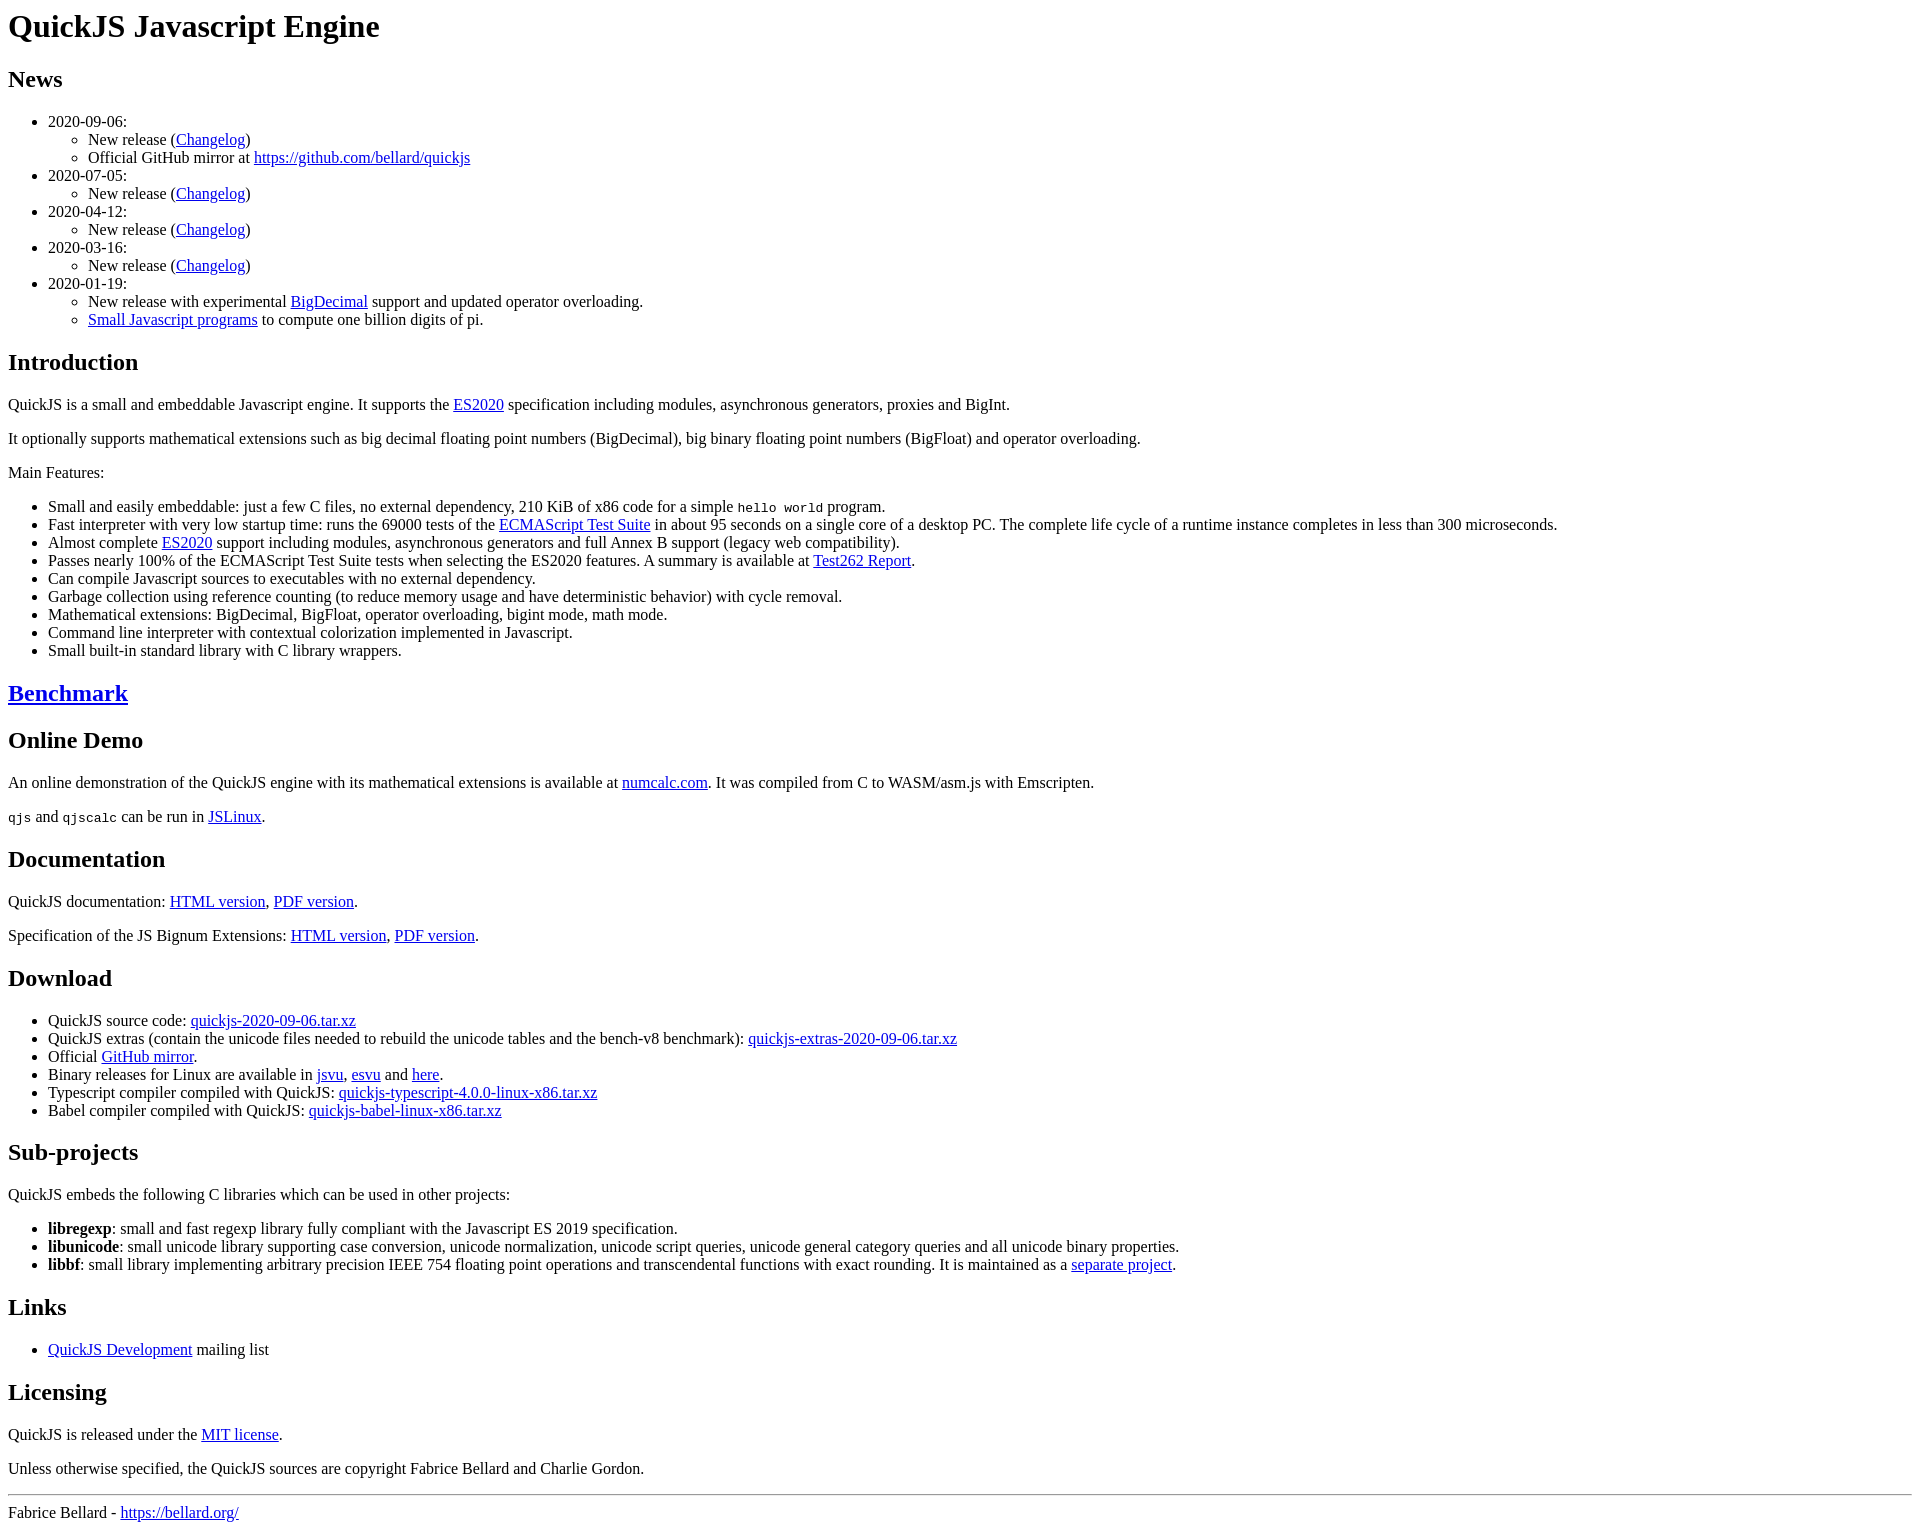 QuickJS Javascript Engine
News
2020-09-06:
New release (Changelog)
Official GitHub mirror at https://github.com/bellard/quickjs
2020-07-05:
New release (Changelog)
2020-04-12:
New release (Changelog)
2020-03-16:
New release (Changelog)
2020-01-19:
New release with experimental BigDecimal support and updated operator overloading.
Small Javascript programs to compute one billion digits of pi.
Introduction
QuickJS is a small and embeddable Javascript engine. It supports the ES2020 specification including modules, asynchronous generators, proxies and BigInt.
It optionally supports mathematical extensions such as big decimal floating point numbers (BigDecimal), big binary floating point numbers (BigFloat) and operator overloading.
Main Features:
Small and easily embeddable: just a few C files, no external dependency, 210 KiB of x86 code for a simple hello world program.
Fast interpreter with very low startup time: runs the 69000 tests of the ECMAScript Test Suite in about 95 seconds on a single core of a desktop PC. The complete life cycle of a runtime instance completes in less than 300 microseconds.
Almost complete ES2020 support including modules, asynchronous generators and full Annex B support (legacy web compatibility).
Passes nearly 100% of the ECMAScript Test Suite tests when selecting the ES2020 features. A summary is available at Test262 Report.
Can compile Javascript sources to executables with no external dependency.
Garbage collection using reference counting (to reduce memory usage and have deterministic behavior) with cycle removal.
Mathematical extensions: BigDecimal, BigFloat, operator overloading, bigint mode, math mode.
Command line interpreter with contextual colorization implemented in Javascript.
Small built-in standard library with C library wrappers.
Benchmark
Online Demo
An online demonstration of the QuickJS engine with its mathematical extensions is available at numcalc.com. It was compiled from C to WASM/asm.js with Emscripten.
qjs and qjscalc can be run in JSLinux.
Documentation
QuickJS documentation: HTML version, PDF version.
Specification of the JS Bignum Extensions: HTML version, PDF version.
Download
QuickJS source code: quickjs-2020-09-06.tar.xz
QuickJS extras (contain the unicode files needed to rebuild the unicode tables and the bench-v8 benchmark): quickjs-extras-2020-09-06.tar.xz
Official GitHub mirror.
Binary releases for Linux are available in jsvu, esvu and here.
Typescript compiler compiled with QuickJS: quickjs-typescript-4.0.0-linux-x86.tar.xz
Babel compiler compiled with QuickJS: quickjs-babel-linux-x86.tar.xz
Sub-projects
QuickJS embeds the following C libraries which can be used in other projects:
libregexp: small and fast regexp library fully compliant with the Javascript ES 2019 specification.
libunicode: small unicode library supporting case conversion, unicode normalization, unicode script queries, unicode general category queries and all unicode binary properties.
libbf: small library implementing arbitrary precision IEEE 754 floating point operations and transcendental functions with exact rounding. It is maintained as a separate project.
Links
QuickJS Development mailing list
Licensing
QuickJS is released under the MIT license.
Unless otherwise specified, the QuickJS sources are copyright Fabrice Bellard and Charlie Gordon.
Fabrice Bellard - https://bellard.org/